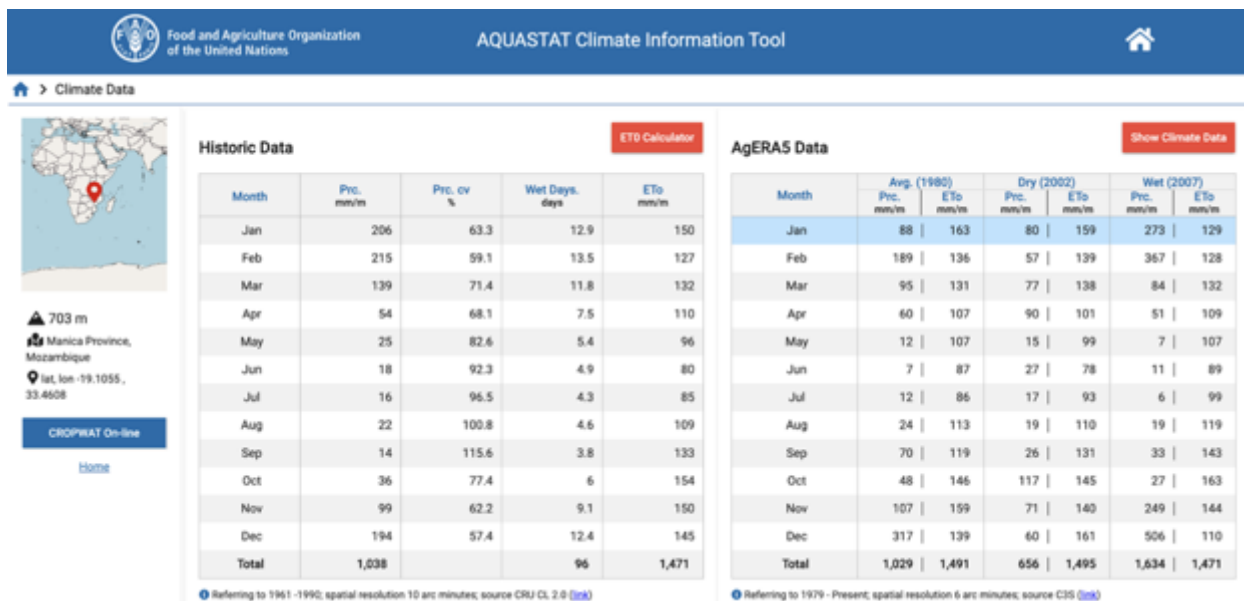 Food and Agriculture Organization
of the United Nations
AQUASTAT Climate Information Tool
> Climate Data
703 m
Manica Province,
Mozambique
lat, lon -19.1055 ,
33.4608
CROPWAT On-line
Home
Historic Data
ET0 Calculator
Month Prc. mm/m Prc. cv % Wet Days. days ETo mm/m
Jan 206 63.3 12.9 150
Feb 215 59.1 13.5 127
Mar 139 71.4 11.8 132
Apr 54 68.1 7.5 110
May 25 82.6 5.4 96
Jun 18 92.3 4.9 80
Jul 16 96.5 4.3 85
Aug 22 100.8 4.6 109
Sep 14 115.6 3.8 133
Oct 36 77.4 6 154
Nov 99 62.2 9.1 150
Dec 194 57.4 12.4 145
Total 1,038 96 1,471
Referring to 1961 -1990; spatial resolution 10 arc minutes; source CRU CL 2.0 (link)
AgERA5 Data
Show Climate Data
Avg. (1980) Dry (2002) Wet (2007)
Month Prc. mm/m ETo mm/m Prc. mm/m ETo mm/m Prc. mm/m ETo mm/m
Jan 88 | 163 80 | 159 273 | 129
Feb 189 | 136 57 | 139 367 | 128
Mar 95 | 131 77 | 138 84 | 132
Apr 60 | 107 90 | 101 51 | 109
May 12 | 107 15 | 99 7 | 107
Jun 7 | 87 27 | 78 11 | 89
Jul 12 | 86 17 | 93 6 | 99
Aug 24 | 113 19 | 110 19 | 119
Sep 70 | 119 26 | 131 33 | 143
Oct 48 | 146 117 | 145 27 | 163
Nov 107 | 159 71 | 140 249 | 144
Dec 317 | 139 60 | 161 506 | 110
Total 1,029 | 1,491 656 | 1,495 1,634 | 1,471
Referring to 1979 - Present; spatial resolution 6 arc minutes; source C3S (link)